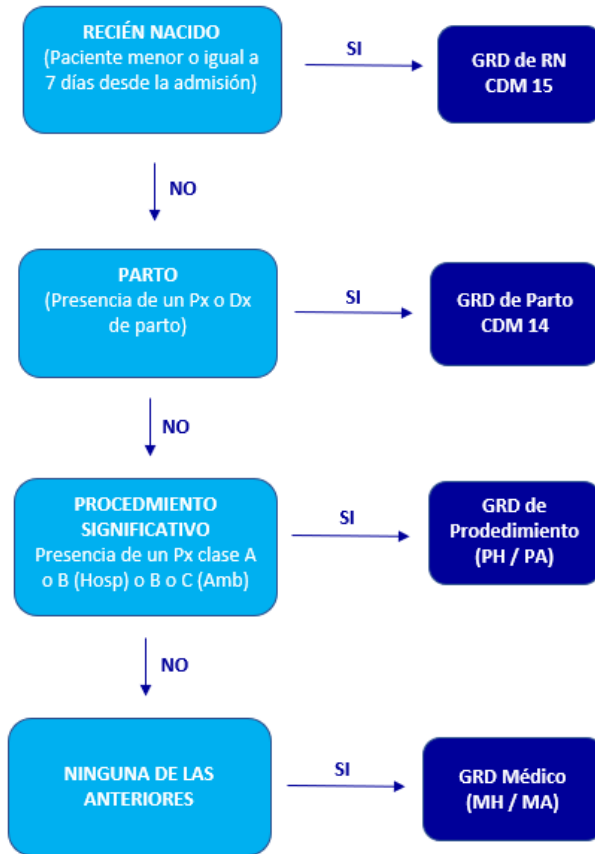 RECIÉN NACIDO
(Paciente menor o igual a
7 días desde la admisión)
SI
GRD de RN
CDM 15
NO
PARTO
(Presencia de un Px o Dx
de parto)
SI
GRD de Parto
CDM 14
NO
PROCEDMIENTO
SIGNIFICATIVO
Presencia de un Px clase A
o B (Hosp) o B o C (Amb)
SI
GRD de
Prodedimiento
(PH / PA)
NO
NINGUNA DE LAS
ANTERIORES
SI
GRD Médico
(MH / MA)